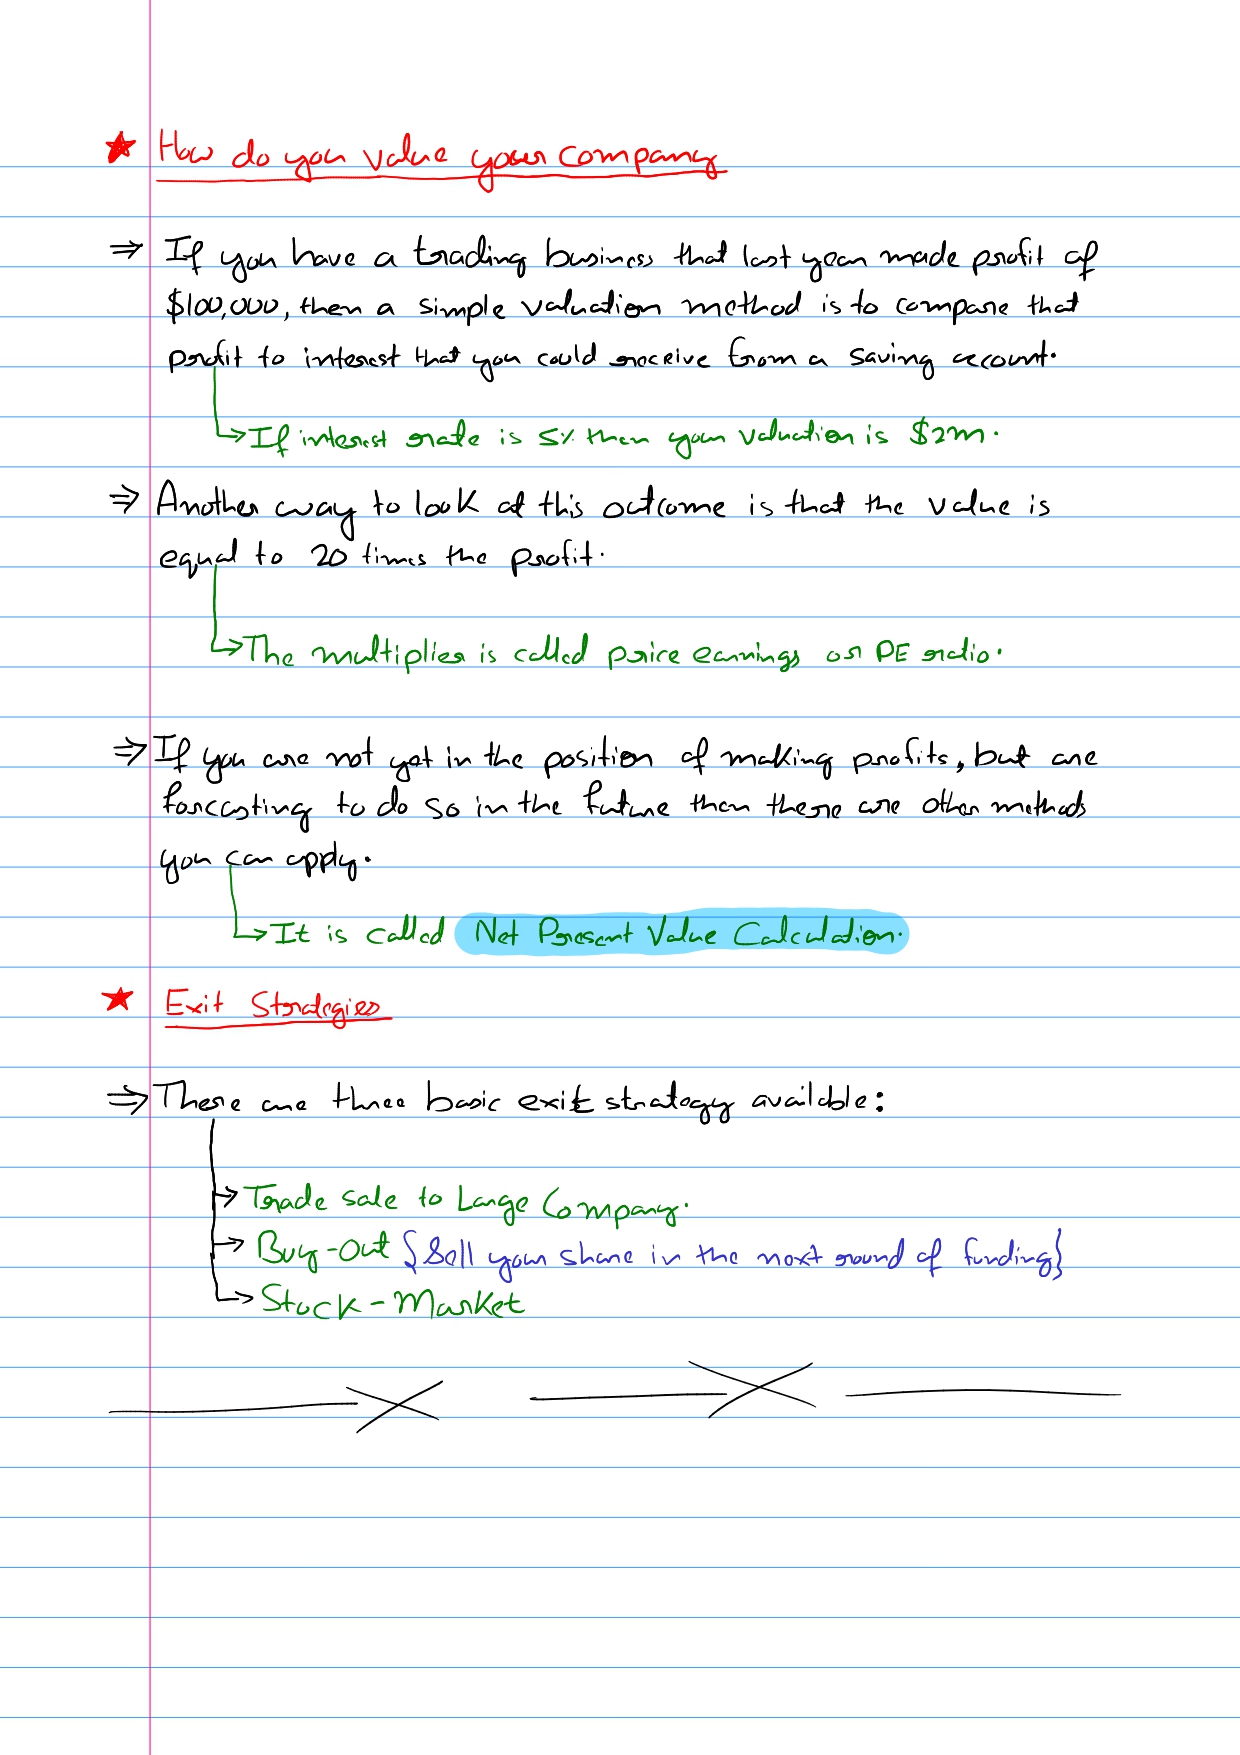 ★ How do you value your company
⇒ If you have a trading business that last year made profit of
$100,000, then a simple valuation method is to compare that
profit to interest that you could receive from a saving account.
↳ If interest rate is 5% then your valuation is $2m.
⇒ Another way to look at this outcome is that the value is
equal to 20 times the profit.
↳ The multiplier is called price earnings or PE ratio.
⇒ If you are not yet in the position of making profits, but are
forecasting to do so in the future then there are other methods
you can apply.
↳ It is called Net Present Value Calculation.
★ Exit Strategies
⇒ There are three basic exit strategy available:
→ Trade sale to Large Company.
→ Buy-Out {Sell your share in the next round of funding}
↳ Stock-Market